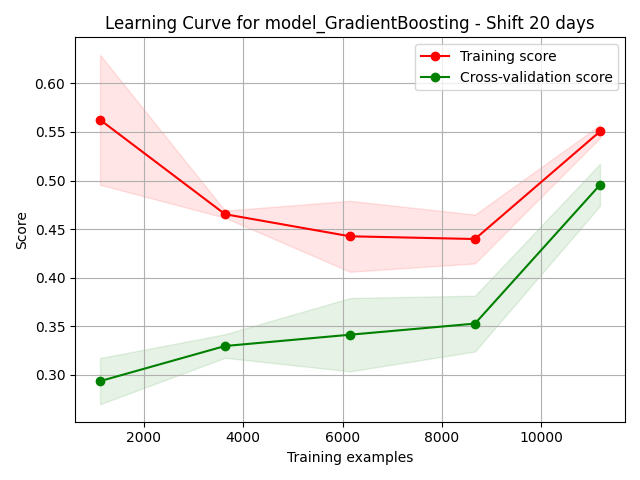 Learning Curve for model_GradientBoosting - Shift 20 days
Training score
Cross-validation score
0.60
0.55
0.50
0.45
0.40
0.35
0.30
Score
2000 4000 6000 8000 10000
Training examples